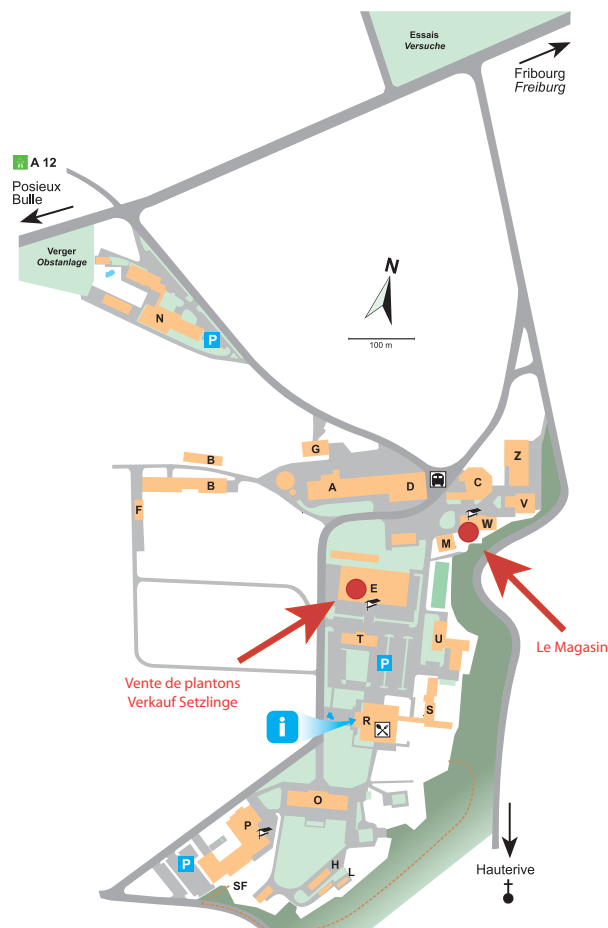 Essais
Versuche
Fribourg
Freiburg
A 12
Posieux
Bulle
Verger
Obstanlage
N
100 m
N
P
G
B
B
A
D
C
Z
F
V
W
M
E
T
U
P
Le Magasin
Vente de plantons
Verkauf Setzlinge
i
R
S
O
P
P
H
L
SF
Hauterive